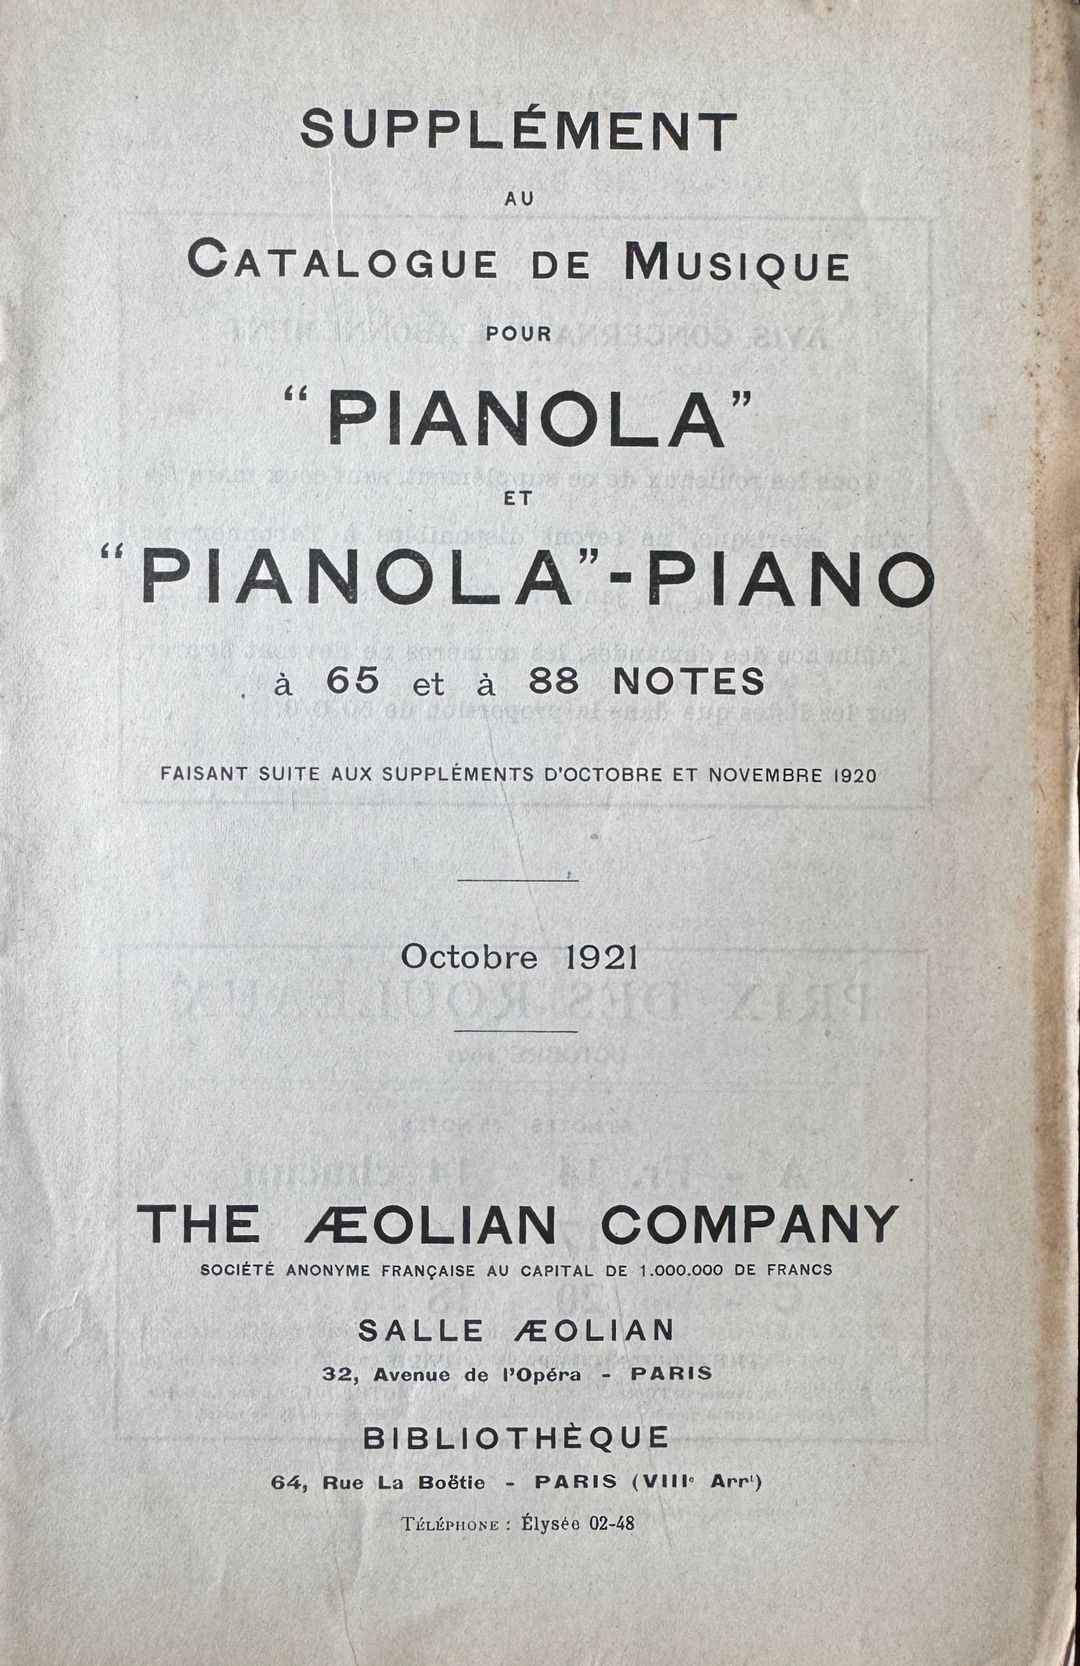 SUPPLÉMENT
AU
CATALOGUE DE MUSIQUE
POUR
“PIANOLA”
ET
“PIANOLA”-PIANO
à 65 et à 88 NOTES
FAISANT SUITE AUX SUPPLÉMENTS D'OCTOBRE ET NOVEMBRE 1920
Octobre 1921
THE ÆOLIAN COMPANY
SOCIÉTÉ ANONYME FRANÇAISE AU CAPITAL DE 1.000.000 DE FRANCS
SALLE ÆOLIAN
32, Avenue de l'Opéra - PARIS
BIBLIOTHÈQUE
64, Rue La Boëtie - PARIS (VIIIe Arrt)
TÉLÉPHONE : Élysée 02-48